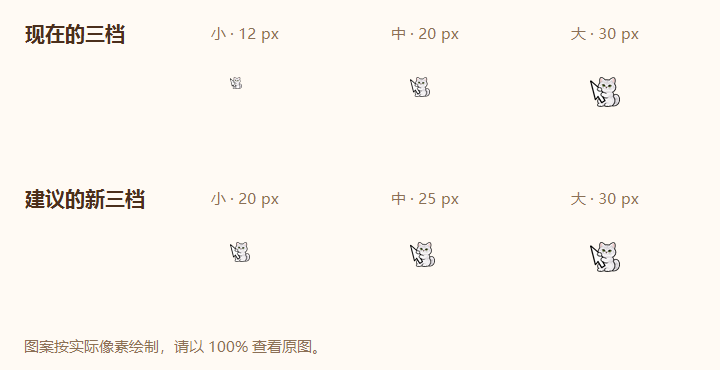 现在的三档 小 · 12 px 中 · 20 px 大 · 30 px
建议的新三档 小 · 20 px 中 · 25 px 大 · 30 px
图案按实际像素绘制，请以 100% 查看原图。